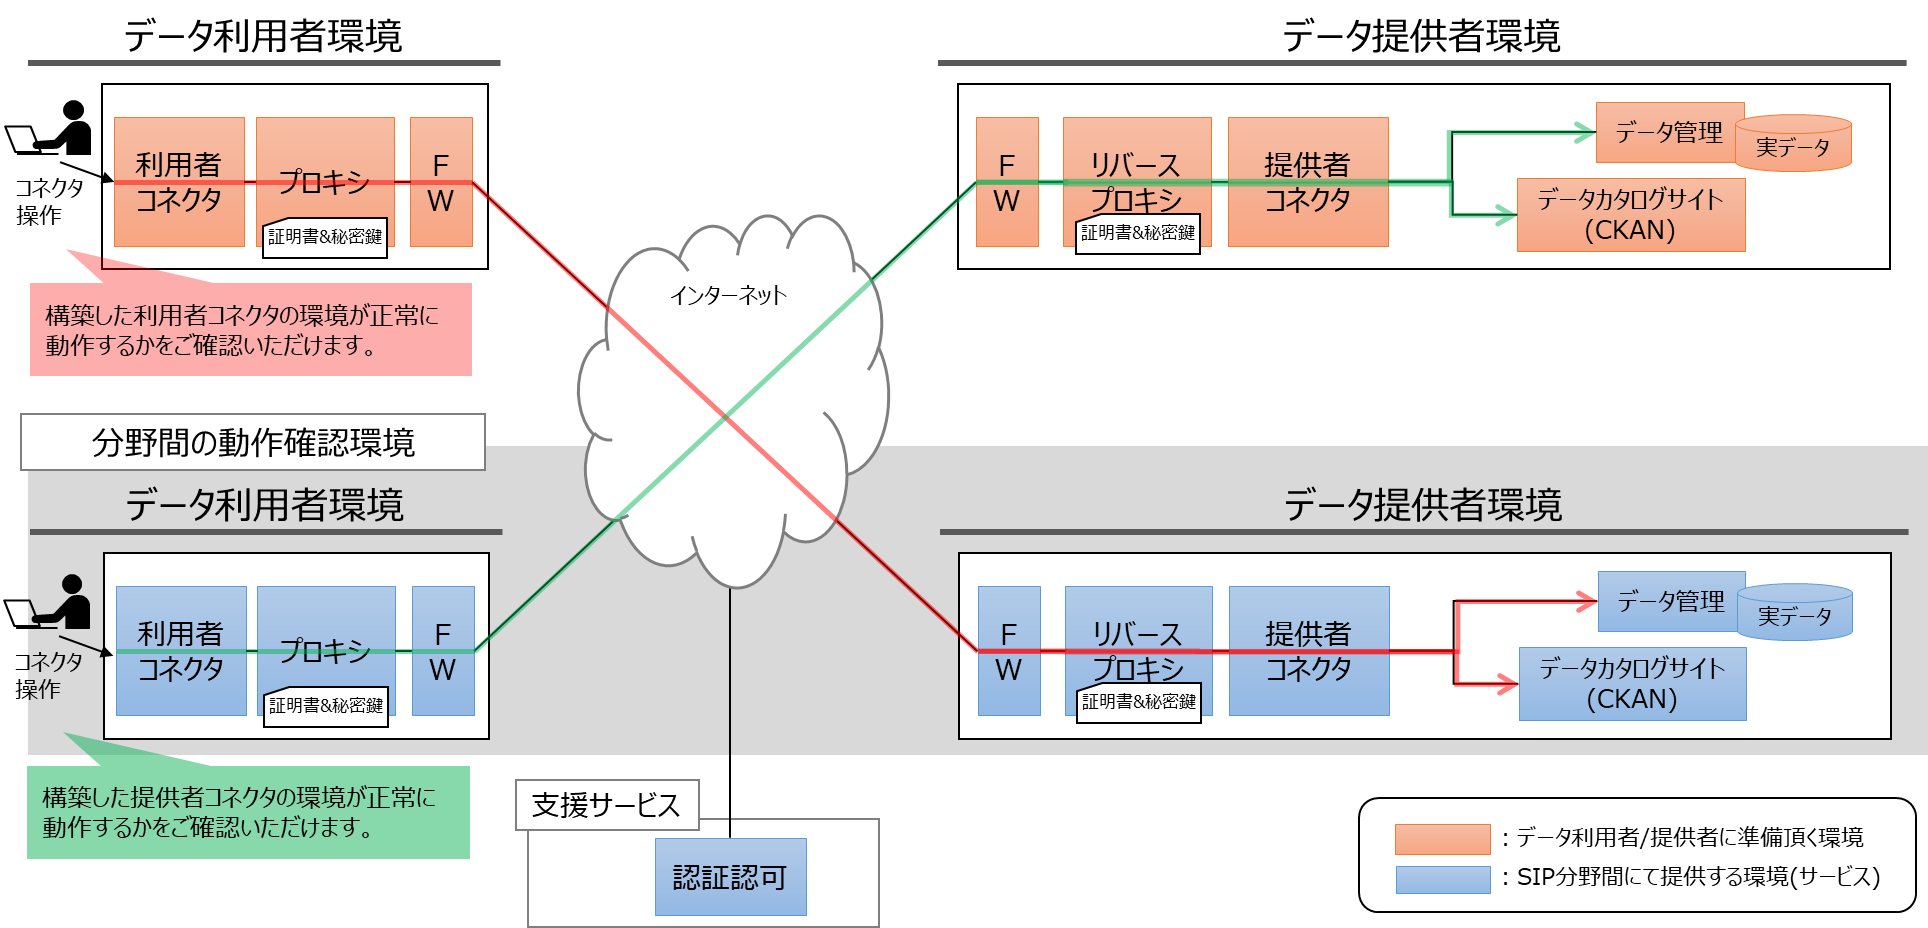 データ利用者環境
データ提供者環境
コネクタ
操作
利用者
コネクタ
プロキシ
証明書&秘密鍵
F
W
インターネット
F
W
リバース
プロキシ
証明書&秘密鍵
提供者
コネクタ
データ管理
実データ
データカタログサイト
(CKAN)
構築した利用者コネクタの環境が正常に
動作するかをご確認いただけます。
分野間の動作確認環境
データ利用者環境
データ提供者環境
コネクタ
操作
利用者
コネクタ
プロキシ
証明書&秘密鍵
F
W
F
W
リバース
プロキシ
証明書&秘密鍵
提供者
コネクタ
データ管理
実データ
データカタログサイト
(CKAN)
構築した提供者コネクタの環境が正常に
動作するかをご確認いただけます。
支援サービス
認証認可
：データ利用者/提供者に準備頂く環境
：SIP分野間にて提供する環境(サービス)